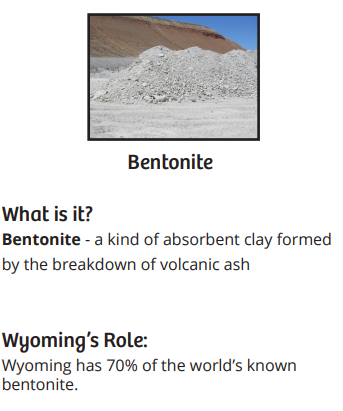 Bentonite
What is it?
Bentonite - a kind of absorbent clay formed
by the breakdown of volcanic ash
Wyoming's Role:
Wyoming has 70% of the world's known
bentonite.